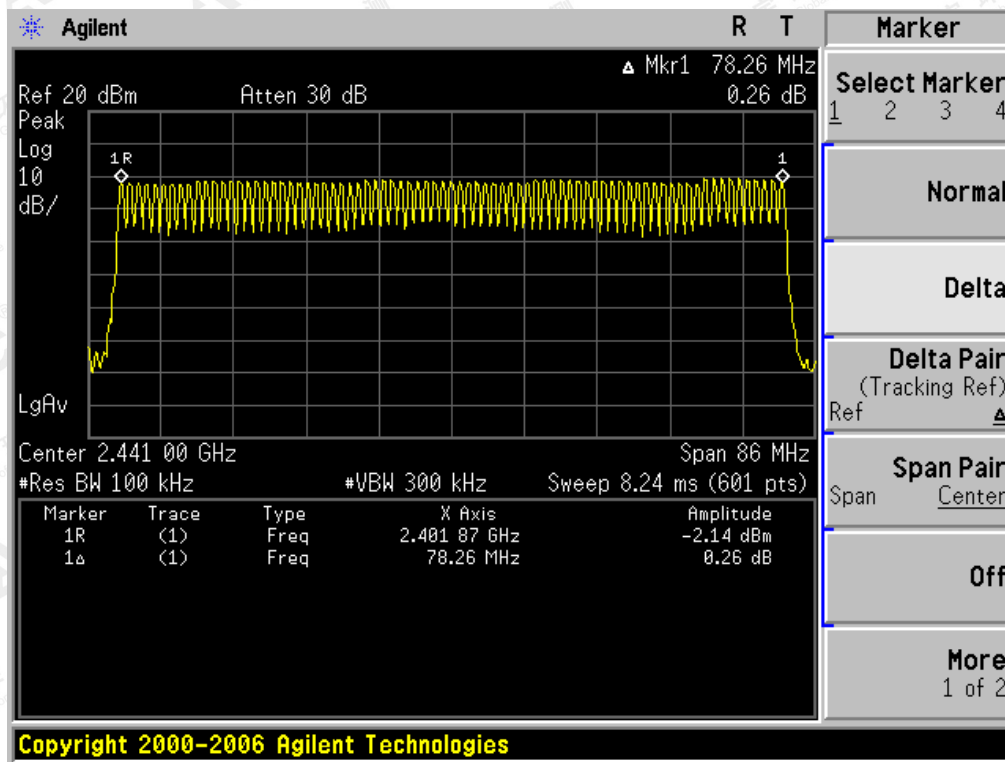 Agilent R T
Marker
Δ Mkr1 78.26 MHz
Ref 20 dBm Atten 30 dB 0.26 dB
Peak
Log
10
dB/
1R
1
LgAv
Center 2.441 00 GHz Span 86 MHz
#Res BW 100 kHz #VBW 300 kHz Sweep 8.24 ms (601 pts)
Marker Trace Type X Axis Amplitude
1R (1) Freq 2.401 87 GHz -2.14 dBm
1Δ (1) Freq 78.26 MHz 0.26 dB
Select Marker
1 2 3 4
Normal
Delta
Delta Pair
(Tracking Ref)
Ref Δ
Span Pair
Span Center
Off
More
1 of 2
Copyright 2000-2006 Agilent Technologies